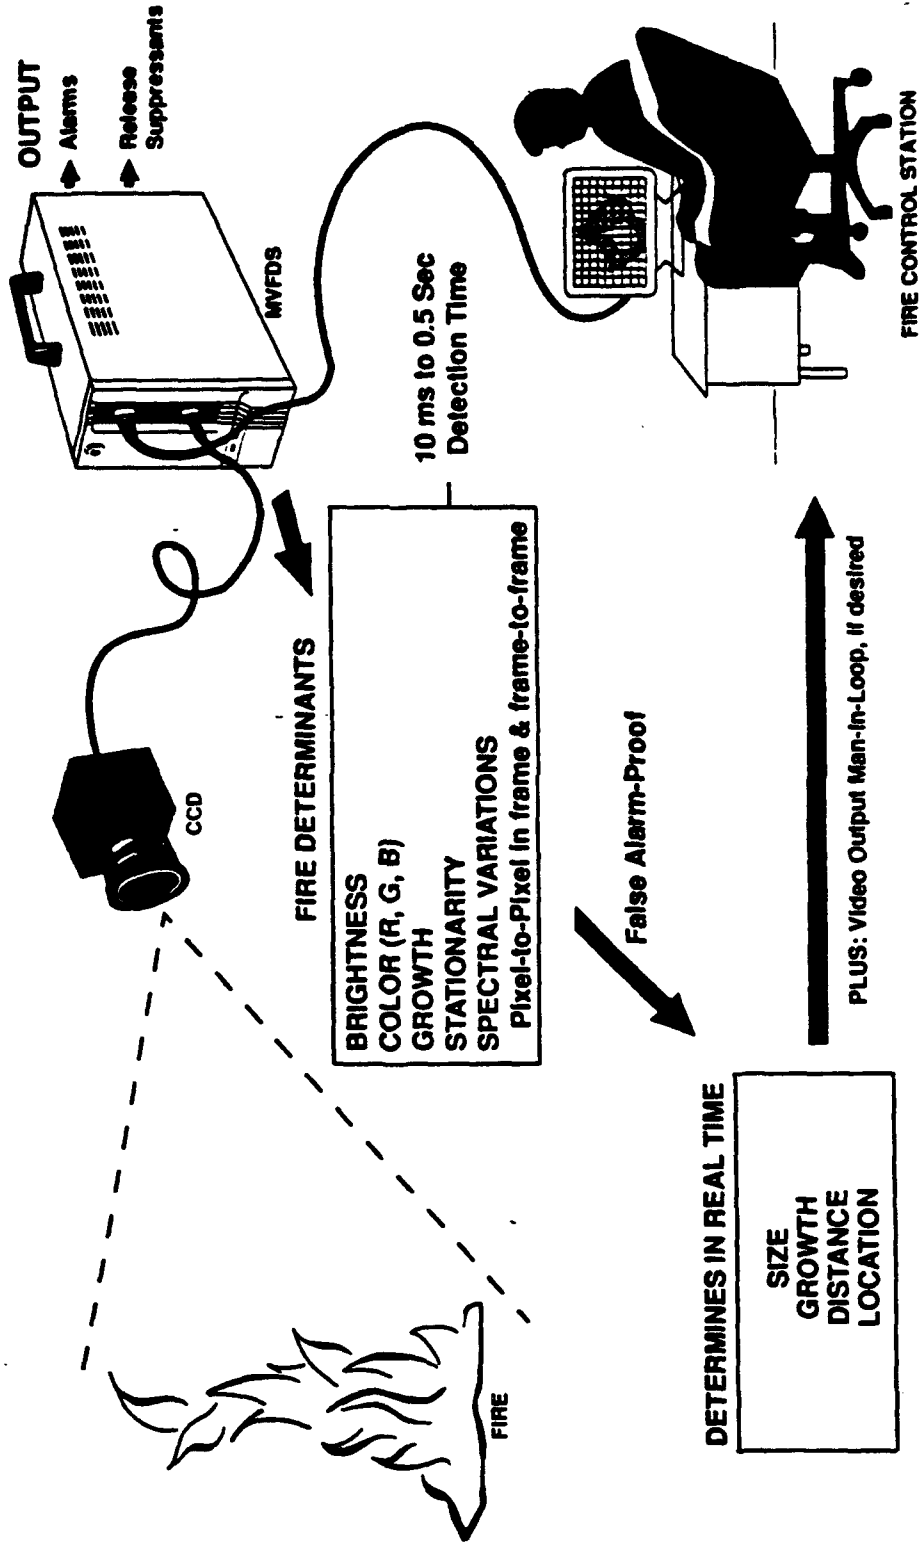 OUTPUT
Alarms
Release
Suppressants
MVFDS
CCD
FIRE
FIRE DETERMINANTS
BRIGHTNESS
COLOR (R, G, B)
GROWTH
STATIONARITY
SPECTRAL VARIATIONS
Pixel-to-Pixel in frame & frame-to-frame
10 ms to 0.5 Sec
Detection Time
False Alarm-Proof
DETERMINES IN REAL TIME
SIZE
GROWTH
DISTANCE
LOCATION
PLUS: Video Output Man-In-Loop, if desired
FIRE CONTROL STATION